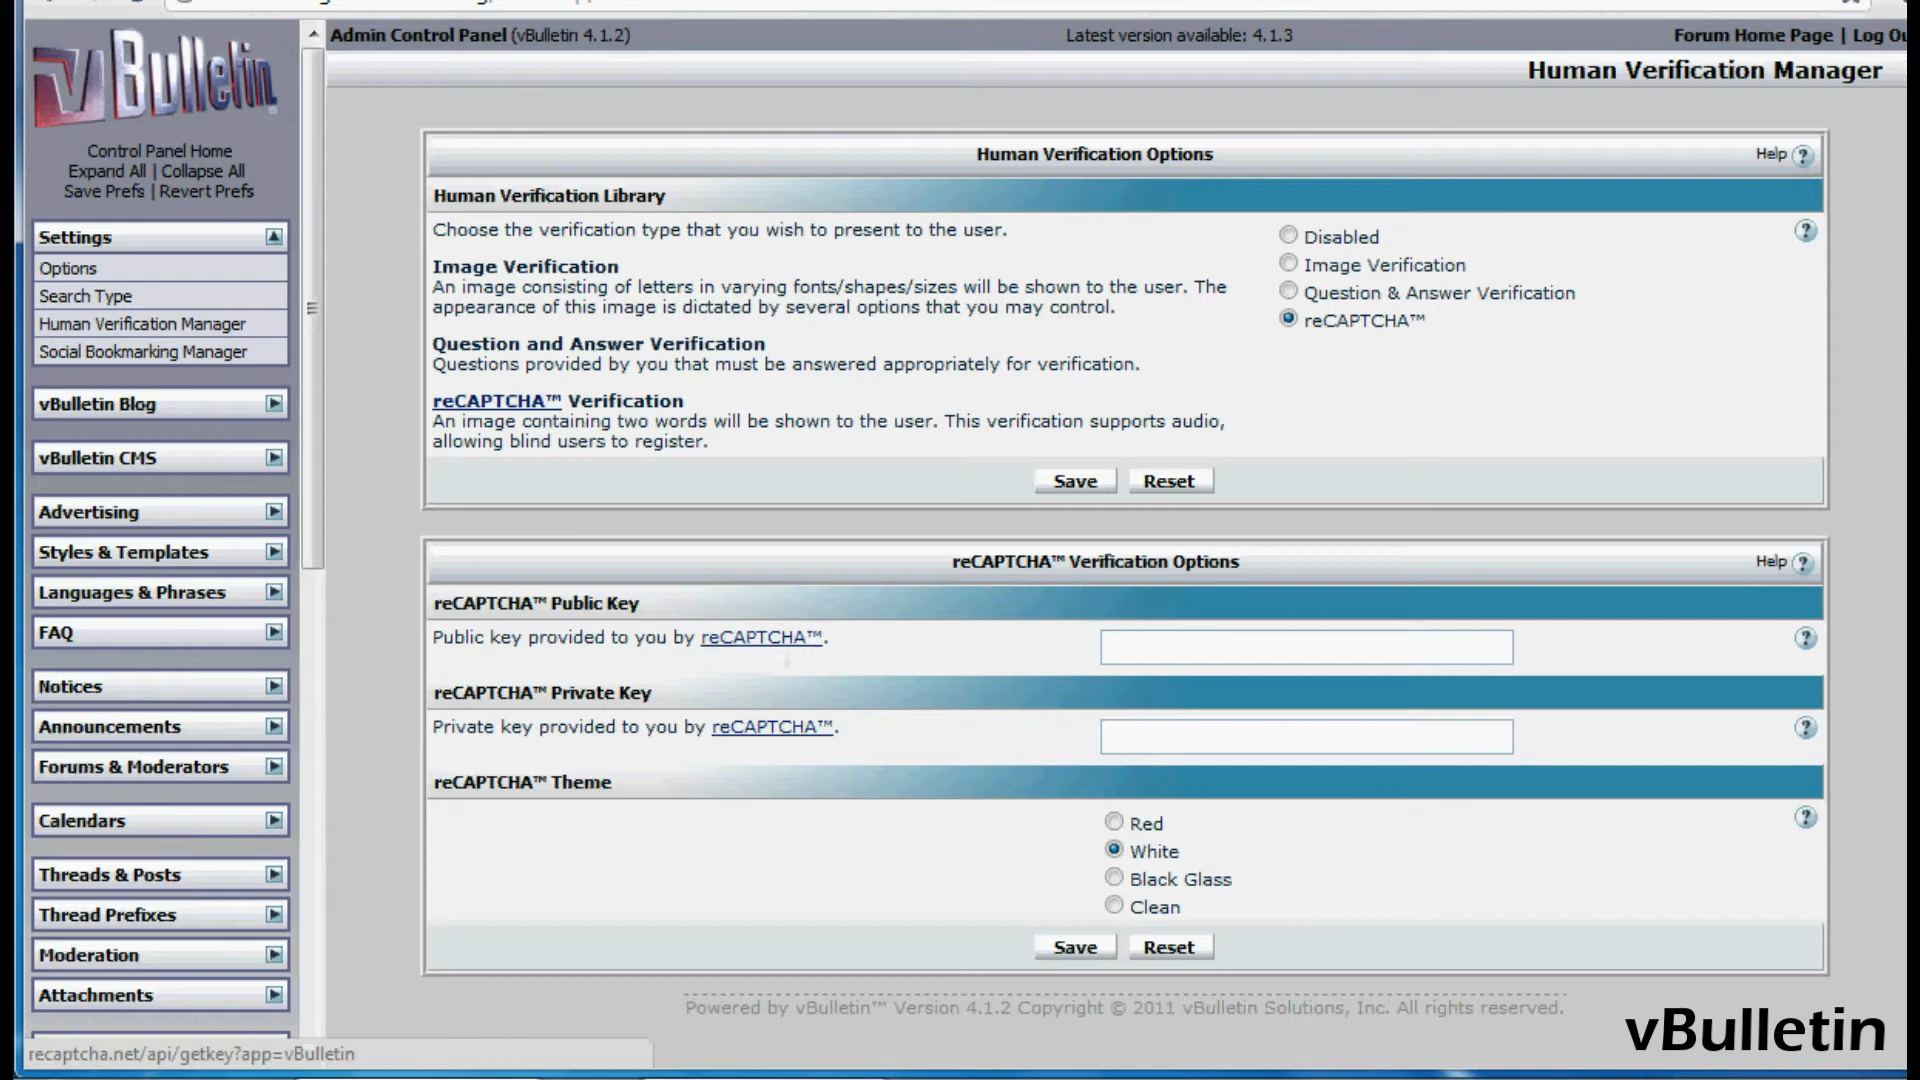 vBulletin
Control Panel Home
Expand All | Collapse All
Save Prefs | Revert Prefs
Settings
Options
Search Type
Human Verification Manager
Social Bookmarking Manager
vBulletin Blog
vBulletin CMS
Advertising
Styles & Templates
Languages & Phrases
FAQ
Notices
Announcements
Forums & Moderators
Calendars
Threads & Posts
Thread Prefixes
Moderation
Attachments
recaptcha.net/api/getkey?app=vBulletin
Admin Control Panel (vBulletin 4.1.2)
Latest version available: 4.1.3
Forum Home Page | Log Ou
Human Verification Manager
Human Verification Options
Help
Human Verification Library
Choose the verification type that you wish to present to the user.
Image Verification
An image consisting of letters in varying fonts/shapes/sizes will be shown to the user. The
appearance of this image is dictated by several options that you may control.
Question and Answer Verification
Questions provided by you that must be answered appropriately for verification.
reCAPTCHA™ Verification
An image containing two words will be shown to the user. This verification supports audio,
allowing blind users to register.
Disabled
Image Verification
Question & Answer Verification
reCAPTCHA™
Save Reset
reCAPTCHA™ Verification Options
Help
reCAPTCHA™ Public Key
Public key provided to you by reCAPTCHA™.
reCAPTCHA™ Private Key
Private key provided to you by reCAPTCHA™.
reCAPTCHA™ Theme
Red
White
Black Glass
Clean
Save Reset
Powered by vBulletin™ Version 4.1.2 Copyright © 2011 vBulletin Solutions, Inc. All rights reserved.
vBulletin